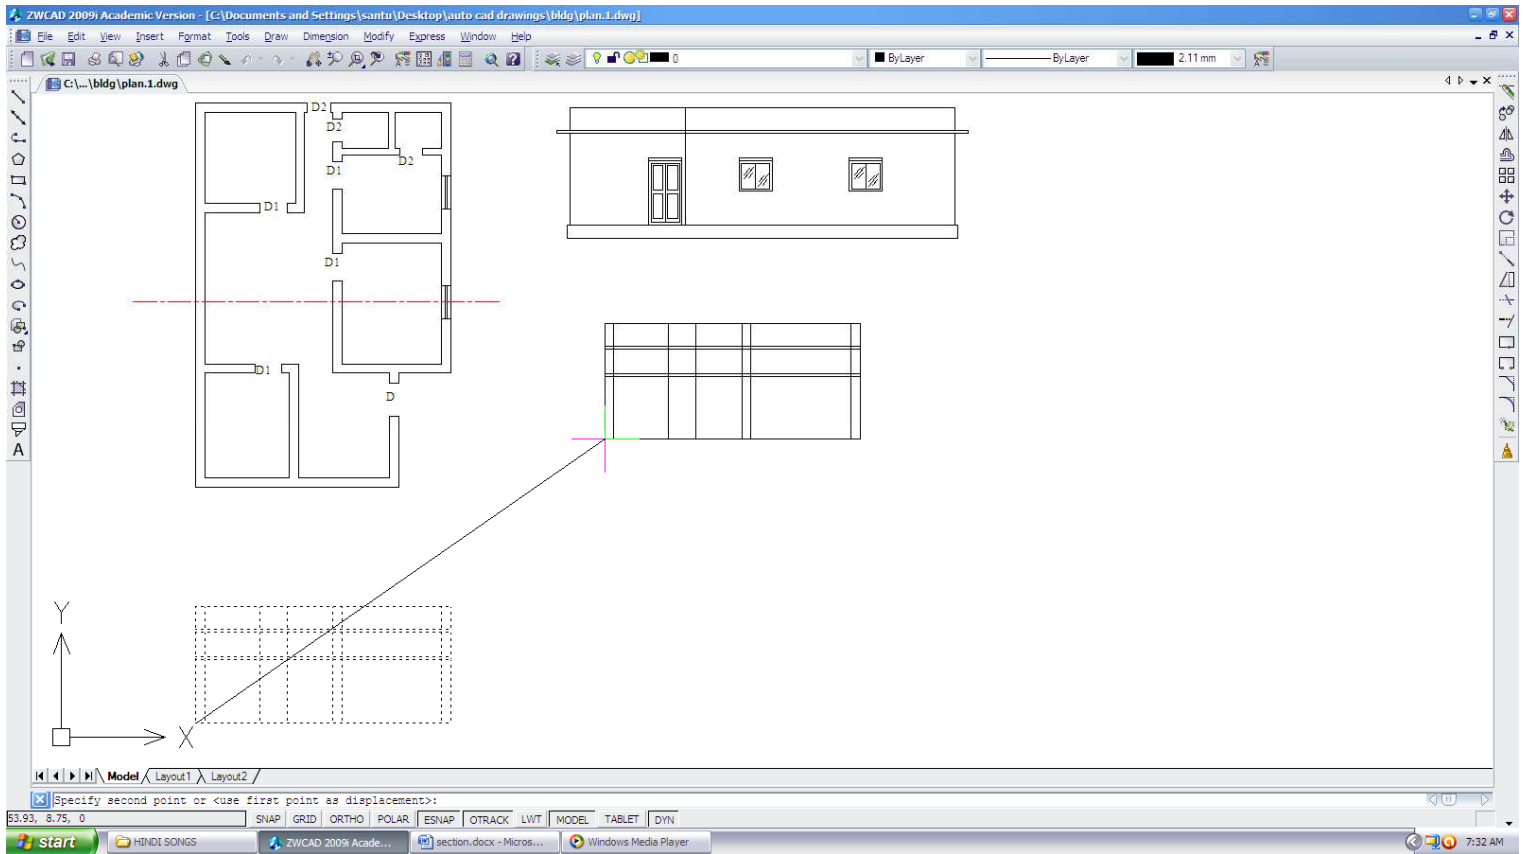 ZWCAD 2009i Academic Version - [C:\Documents and Settings\santu\Desktop\auto cad drawings\bldg\plan.1.dwg]
File Edit View Insert Format Tools Draw Dimension Modify Express Window Help
0 ByLayer ByLayer 2.11 mm
C:\...\bldg\plan.1.dwg
D2
D2
D2
D1
D1
D1
D1
D
A
Y
X
Model Layout1 Layout2
Specify second point or <use first point as displacement>:
53.93, 8.75, 0 SNAP GRID ORTHO POLAR ESNAP OTRACK LWT MODEL TABLET DYN
start HINDI SONGS ZWCAD 2009i Acade... section.docx - Micros... Windows Media Player 7:32 AM